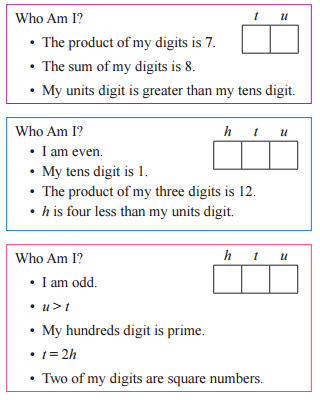 Who Am I? t u
• The product of my digits is 7.
• The sum of my digits is 8.
• My units digit is greater than my tens digit.
Who Am I? h t u
• I am even.
• My tens digit is 1.
• The product of my three digits is 12.
• h is four less than my units digit.
Who Am I? h t u
• I am odd.
• u > t
• My hundreds digit is prime.
• t = 2h
• Two of my digits are square numbers.